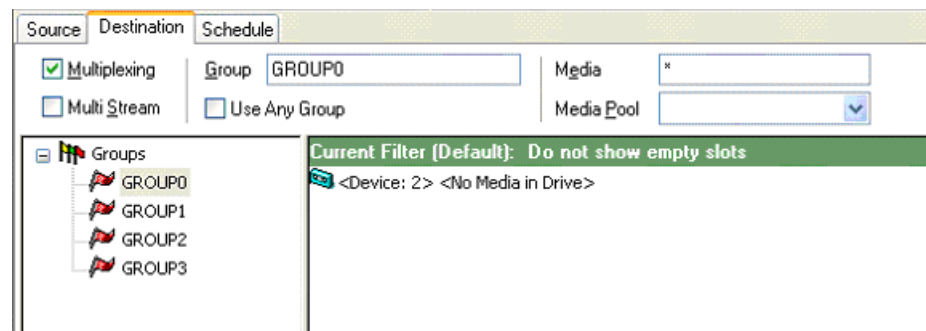 Source Destination Schedule
Multiplexing Group GROUP0 Media *
Multi Stream Use Any Group Media Pool
Groups
Current Filter (Default): Do not show empty slots
GROUP0
<Device: 2> <No Media in Drive>
GROUP1
GROUP2
GROUP3